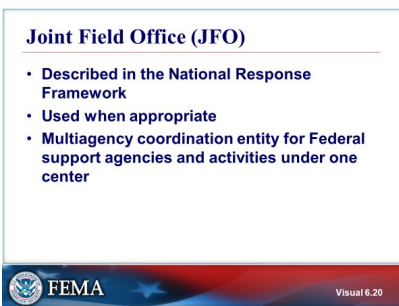 Joint Field Office (JFO)
• Described in the National Response
Framework
• Used when appropriate
• Multiagency coordination entity for Federal
support agencies and activities under one
center
FEMA
Visual 6.20